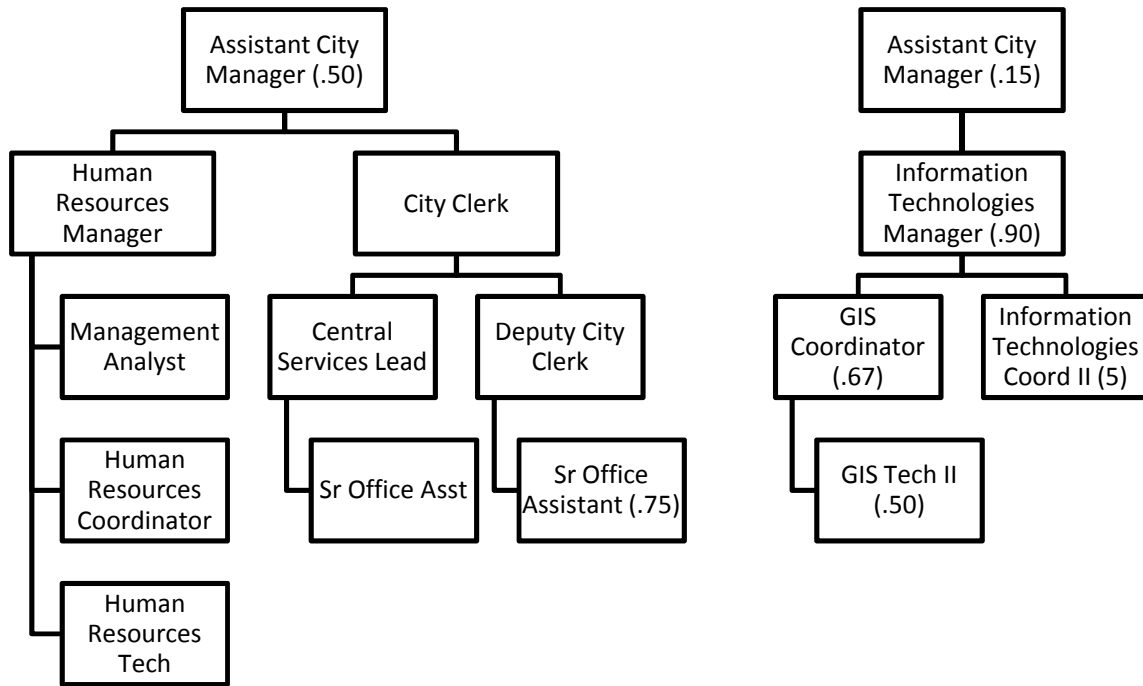 Assistant City
Manager (.50)
Human
Resources
Manager
City Clerk
Management
Analyst
Human
Resources
Coordinator
Human
Resources
Tech
Central
Services Lead
Sr Office Asst
Deputy City
Clerk
Sr Office
Assistant (.75)
Assistant City
Manager (.15)
Information
Technologies
Manager (.90)
GIS
Coordinator
(.67)
GIS Tech II
(.50)
Information
Technologies
Coord II (5)